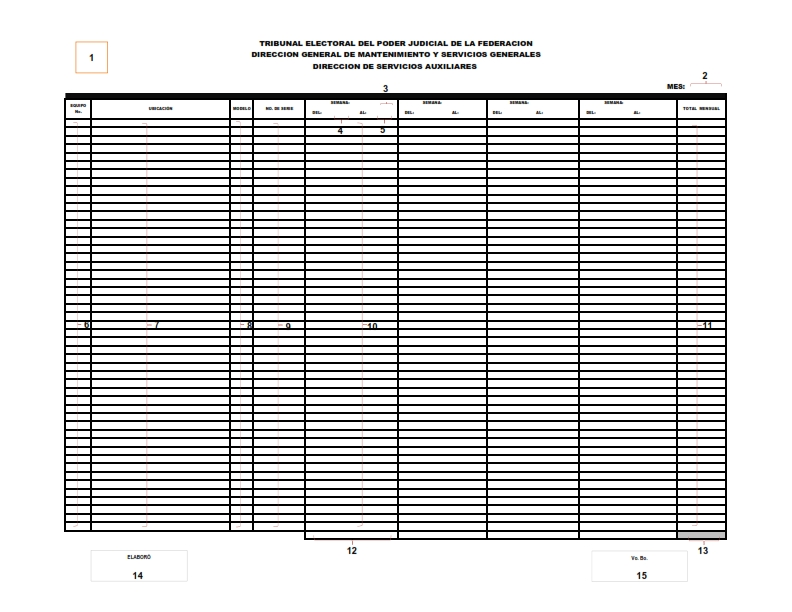 TRIBUNAL ELECTORAL DEL PODER JUDICIAL DE LA FEDERACION
1
DIRECCION GENERAL DE MANTENIMIENTO Y SERVICIOS GENERALES
DIRECCION DE SERVICIOS AUXILIARES
2
MES:
3
EQUIPO No. UBICACIÓN MODELO NO. DE SERIE SEMANA: DEL: AL: SEMANA: DEL: AL: SEMANA: DEL: AL: SEMANA: DEL: AL: TOTAL MENSUAL
4 5
6 7 8 9 10 11
12 13
ELABORÓ Vo. Bo.
14 15